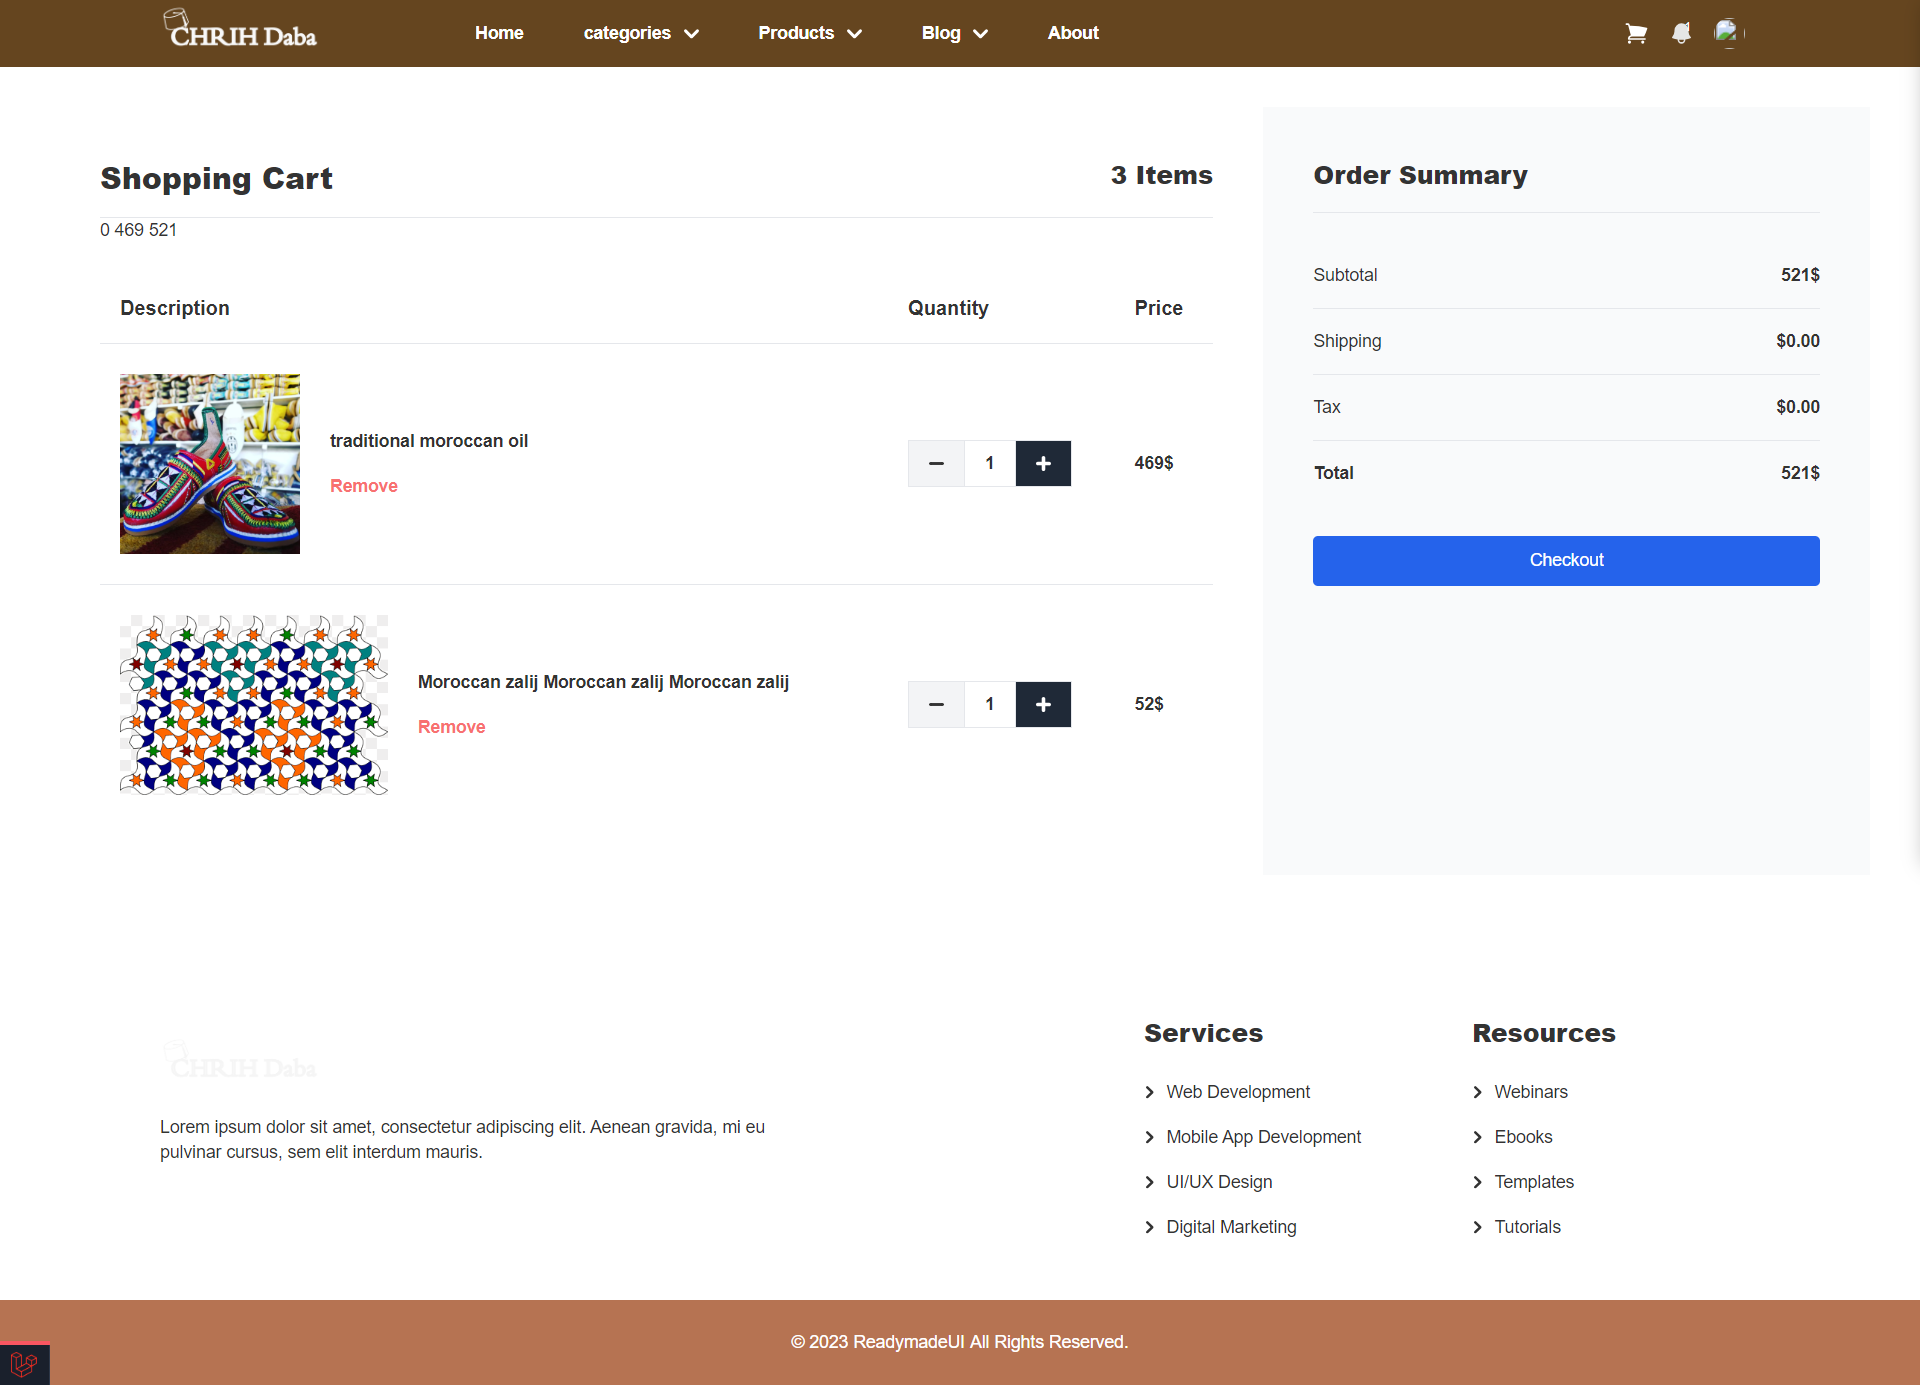 CHRIH Daba
Home
categories
Products
Blog
About
Shopping Cart
3 Items
0 469 521
Description
Quantity
Price
traditional moroccan oil
Remove
1
469$
Moroccan zalij Moroccan zalij Moroccan zalij
Remove
1
52$
Order Summary
Subtotal
521$
Shipping
$0.00
Tax
$0.00
Total
521$
Checkout
CHRIH Daba
Lorem ipsum dolor sit amet, consectetur adipiscing elit. Aenean gravida, mi eu
pulvinar cursus, sem elit interdum mauris.
Services
Web Development
Mobile App Development
UI/UX Design
Digital Marketing
Resources
Webinars
Ebooks
Templates
Tutorials
© 2023 ReadymadeUI All Rights Reserved.